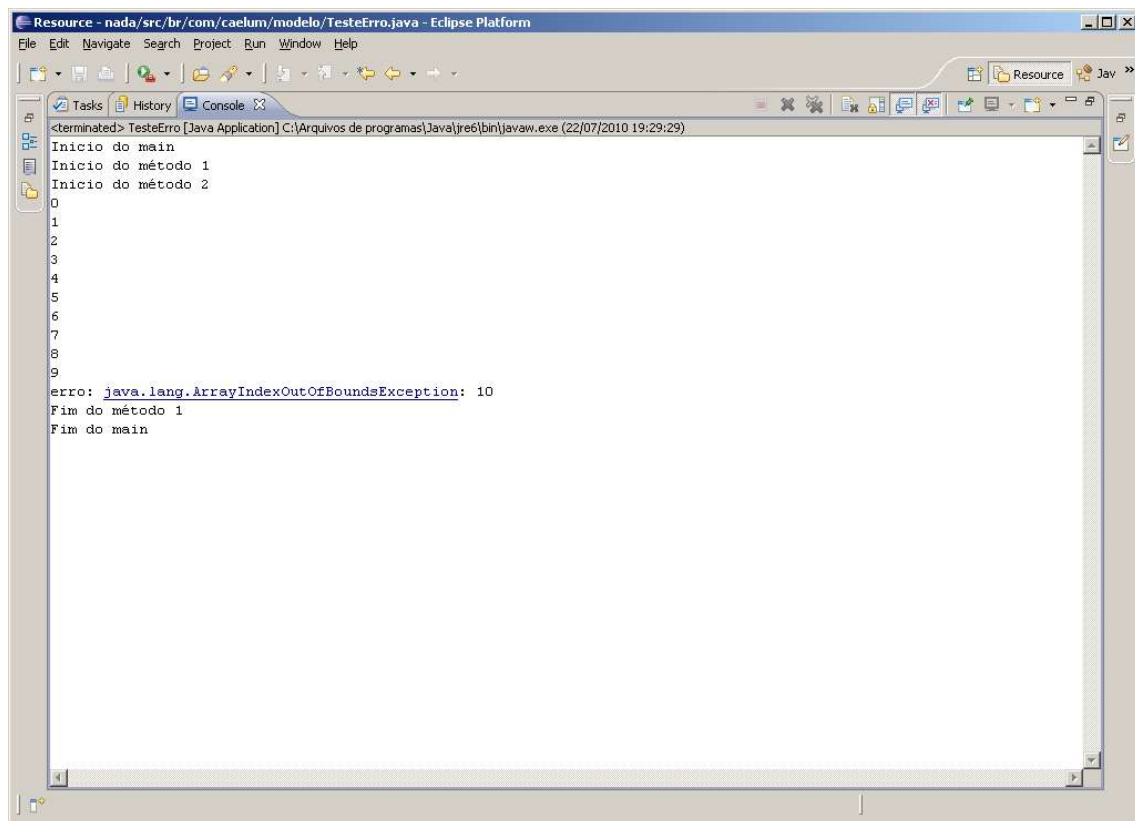 Resource - nada/src/br/com/caelum/modelo/TesteErro.java - Eclipse Platform
File Edit Navigate Search Project Run Window Help
Resource Jav »
Tasks History Console
<terminated> TesteErro [Java Application] C:\Arquivos de programas\Java\jre6\bin\javaw.exe (22/07/2010 19:29:29)
Inicio do main
Inicio do método 1
Inicio do método 2
0
1
2
3
4
5
6
7
8
9
erro: java.lang.ArrayIndexOutOfBoundsException: 10
Fim do método 1
Fim do main